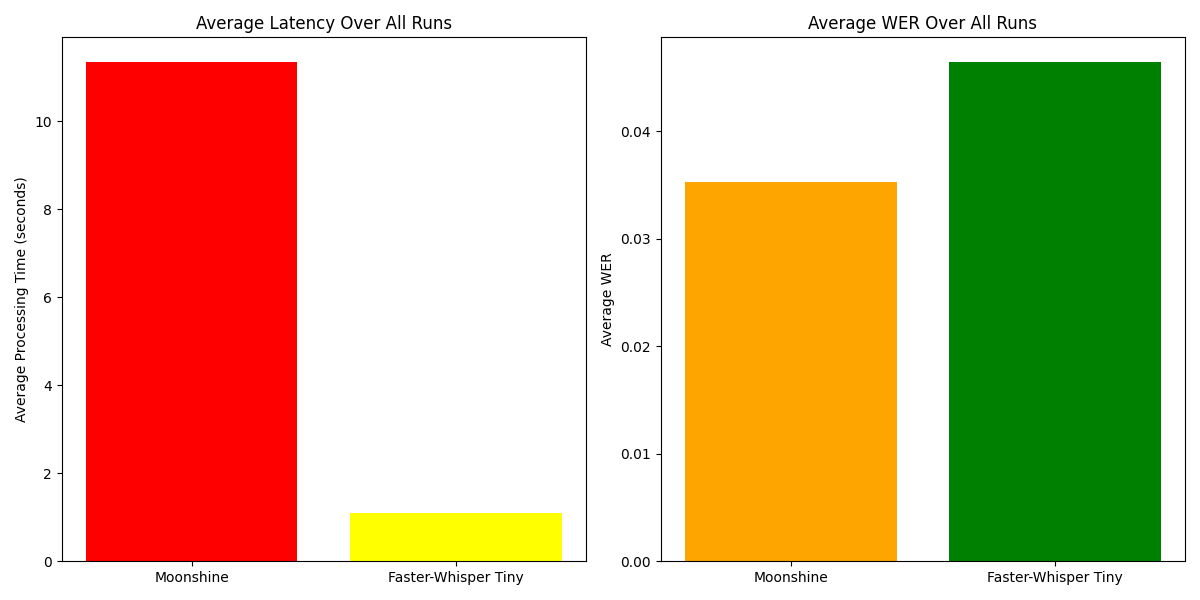 Average Latency Over All Runs
Average Processing Time (seconds)
10
8
6
4
2
0
Moonshine
Faster-Whisper Tiny
Average WER Over All Runs
Average WER
0.04
0.03
0.02
0.01
0.00
Moonshine
Faster-Whisper Tiny